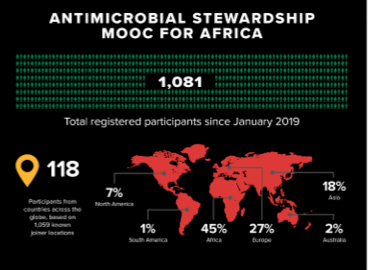 ANTIMICROBIAL STEWARDSHIP
MOOC FOR AFRICA
1,081
Total registered participants since January 2019
118
Participants from
countries across the
globe, based on
1,059 known
joiner locations
7%
North America
1%
South America
45%
Africa
27%
Europe
18%
Asia
2%
Australia